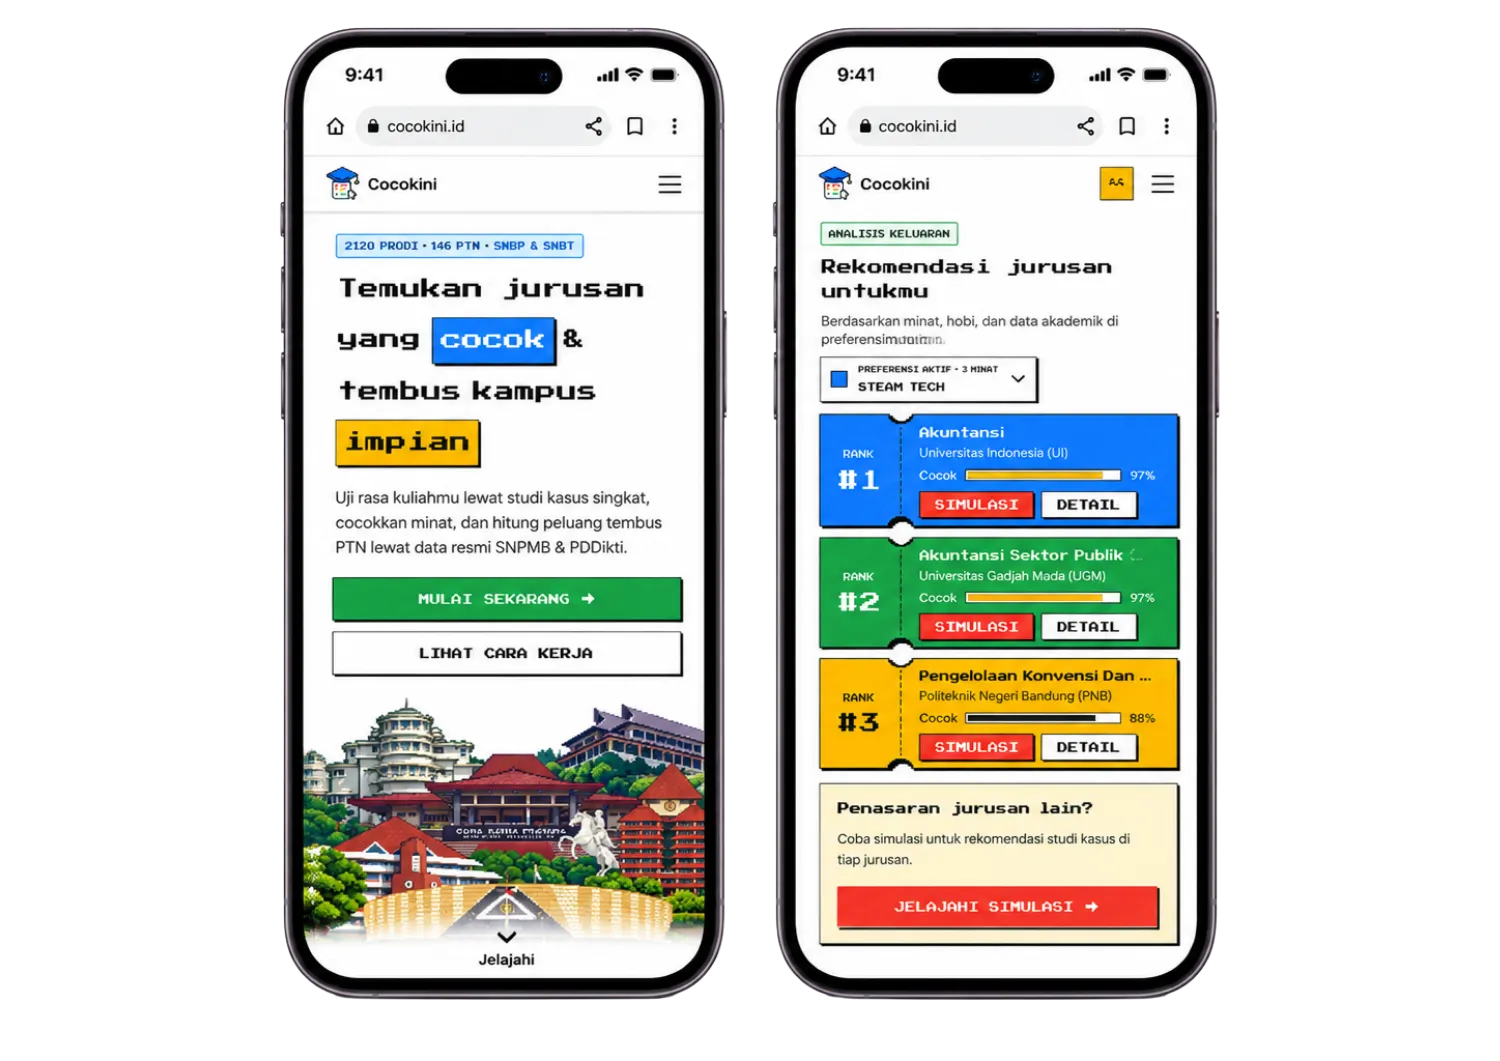 9:41
cocokini.id
Cocokini
2120 PRODI • 146 PTN • SNBP & SNBT
Temukan jurusan
yang cocok &
tembus kampus
impian
Uji rasa kuliahmu lewat studi kasus singkat,
cocokkan minat, dan hitung peluang tembus
PTN lewat data resmi SNPMB & PDDikti.
MULAI SEKARANG →
LIHAT CARA KERJA
Jelajahi
9:41
cocokini.id
Cocokini
ANALISIS KELUARAN
Rekomendasi jurusan
untukmu
Berdasarkan minat, hobi, dan data akademik di
PREFERENSI AKTIF - 3 MINAT
STEAM TECH
RANK
#1
Akuntansi
Universitas Indonesia (UI)
Cocok 97%
SIMULASI DETAIL
RANK
#2
Akuntansi Sektor Publik
Universitas Gadjah Mada (UGM)
Cocok 97%
SIMULASI DETAIL
RANK
#3
Pengelolaan Konvensi Dan ...
Politeknik Negeri Bandung (PNB)
Cocok 88%
SIMULASI DETAIL
Penasaran jurusan lain?
Coba simulasi untuk rekomendasi studi kasus di
tiap jurusan.
JELAJAHI SIMULASI →